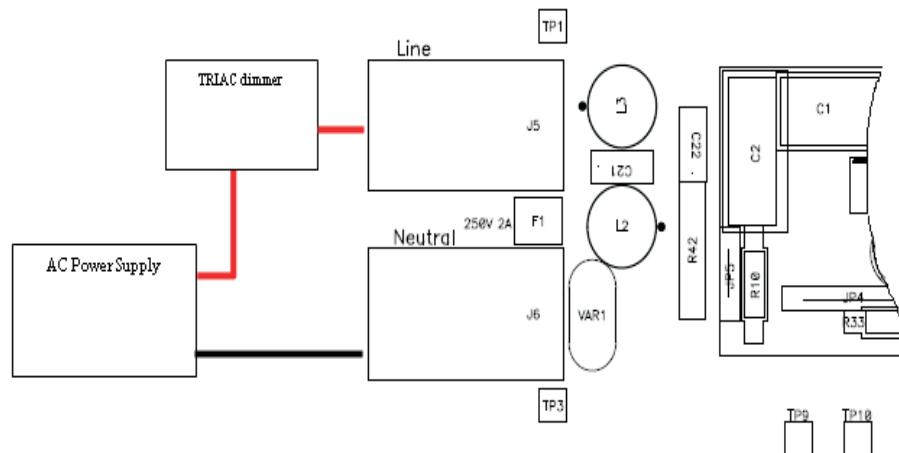 TP1
Line
TRIAC dimmer
J5
L3
C21
C22
C2
C1
250V 2A
F1
L2
Neutral
R42
AC Power Supply
JP5
R10
JP4
J6
VAR1
R33
TP3
TP9
TP10